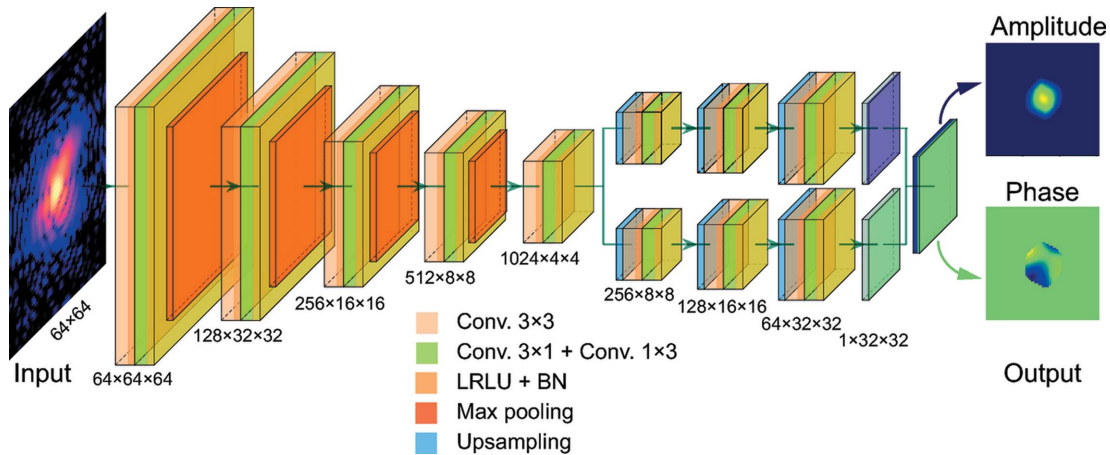 Input
64×64
64×64×64
128×32×32
256×16×16
512×8×8
1024×4×4
256×8×8
128×16×16
64×32×32
1×32×32
Amplitude
Phase
Output
Conv. 3×3
Conv. 3×1 + Conv. 1×3
LRLU + BN
Max pooling
Upsampling